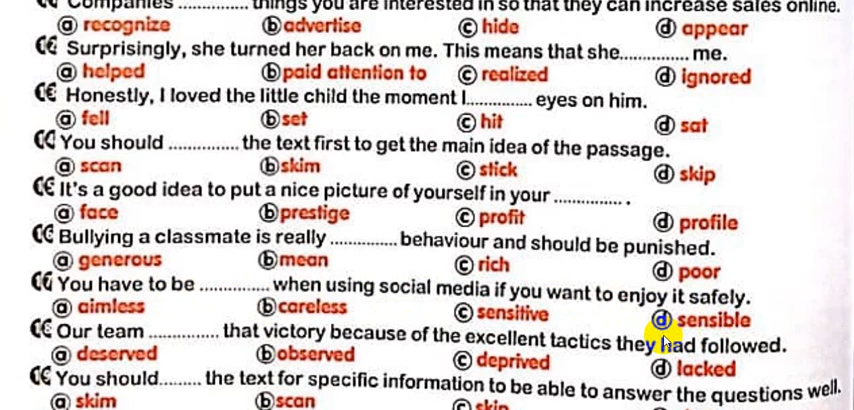 Companies .............. things you are interested in so that they can increase sales online.
ⓐ recognize ⓑ advertise ⓒ hide ⓓ appear
Surprisingly, she turned her back on me. This means that she.............. me.
ⓐ helped ⓑ paid attention to ⓒ realized ⓓ ignored
Honestly, I loved the little child the moment I.............. eyes on him.
ⓐ fell ⓑ set ⓒ hit ⓓ sat
You should .............. the text first to get the main idea of the passage.
ⓐ scan ⓑ skim ⓒ stick ⓓ skip
It's a good idea to put a nice picture of yourself in your .............. .
ⓐ face ⓑ prestige ⓒ profit ⓓ profile
Bullying a classmate is really .............. behaviour and should be punished.
ⓐ generous ⓑ mean ⓒ rich ⓓ poor
You have to be .............. when using social media if you want to enjoy it safely.
ⓐ aimless ⓑ careless ⓒ sensitive ⓓ sensible
Our team .............. that victory because of the excellent tactics they had followed.
ⓐ deserved ⓑ observed ⓒ deprived ⓓ lacked
You should......... the text for specific information to be able to answer the questions well.
ⓐ skim ⓑ scan ⓒ skip